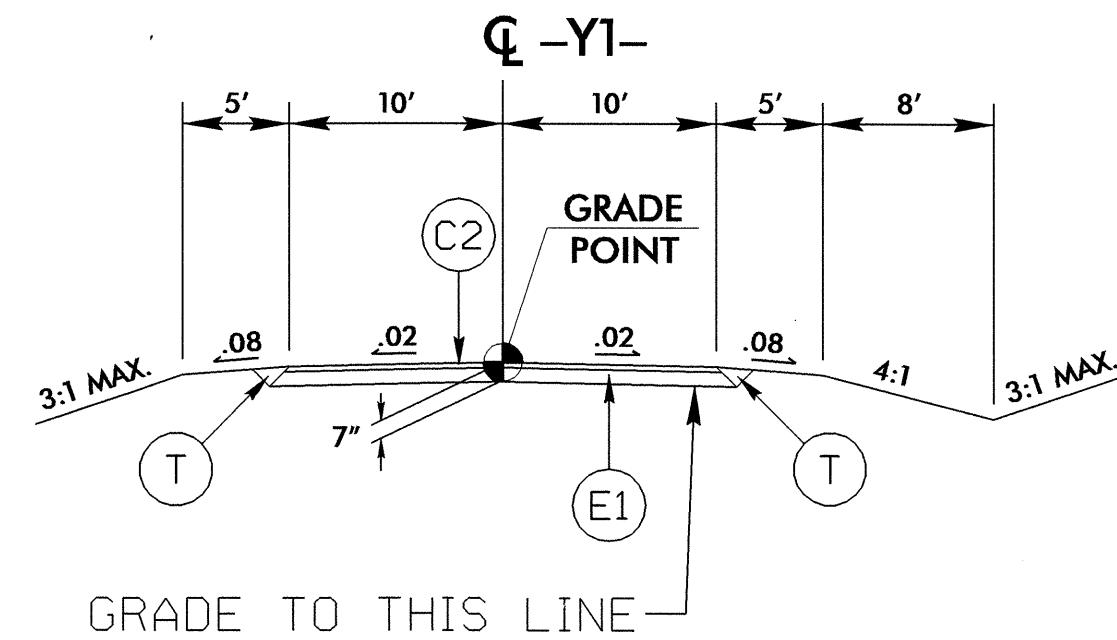 ℄ –Y1–
5' 10' 10' 5' 8'
GRADE
POINT
C2
.08 .02 .02 .08
3:1 MAX. 4:1 3:1 MAX.
7"
T E1 T
GRADE TO THIS LINE